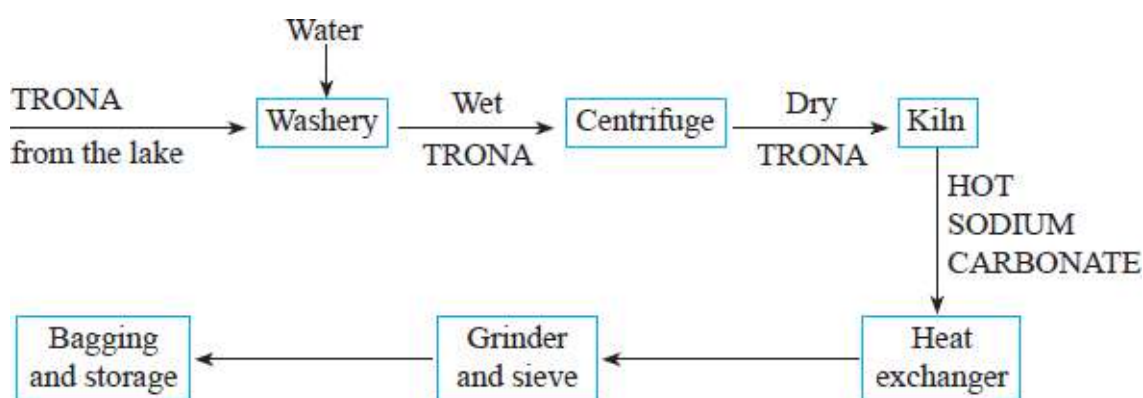 Water
TRONA
from the lake
Washery
Wet
TRONA
Centrifuge
Dry
TRONA
Kiln
HOT
SODIUM
CARBONATE
Heat
exchanger
Grinder
and sieve
Bagging
and storage